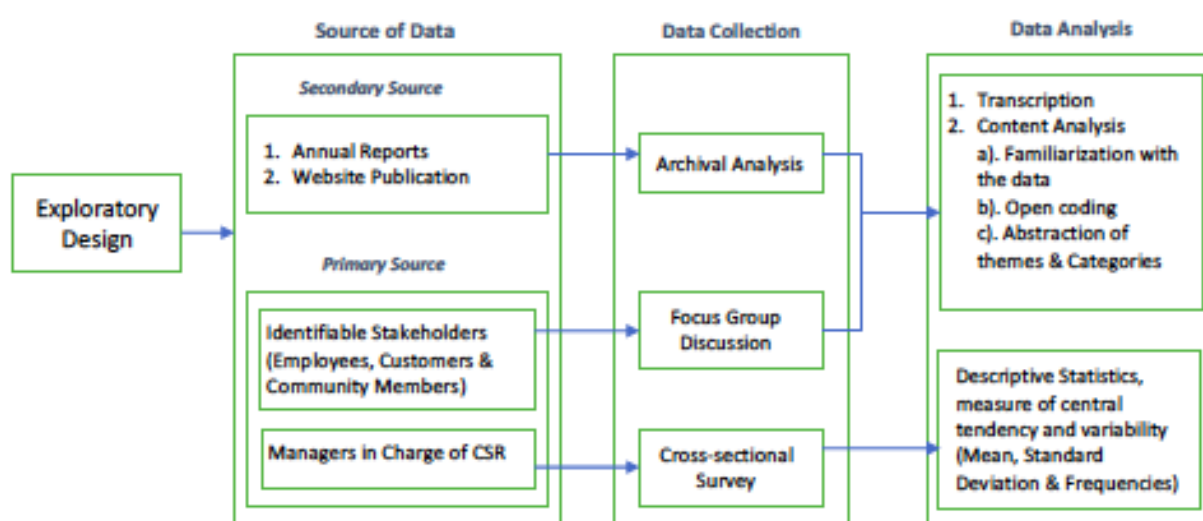 Source of Data
Data Collection
Data Analysis
Exploratory
Design
Secondary Source
1. Annual Reports
2. Website Publication
Primary Source
Identifiable Stakeholders
(Employees, Customers &
Community Members)
Managers in Charge of CSR
Archival Analysis
Focus Group
Discussion
Cross-sectional
Survey
1. Transcription
2. Content Analysis
a). Familiarization with
the data
b). Open coding
c). Abstraction of
themes & Categories
Descriptive Statistics,
measure of central
tendency and variability
(Mean, Standard
Deviation & Frequencies)